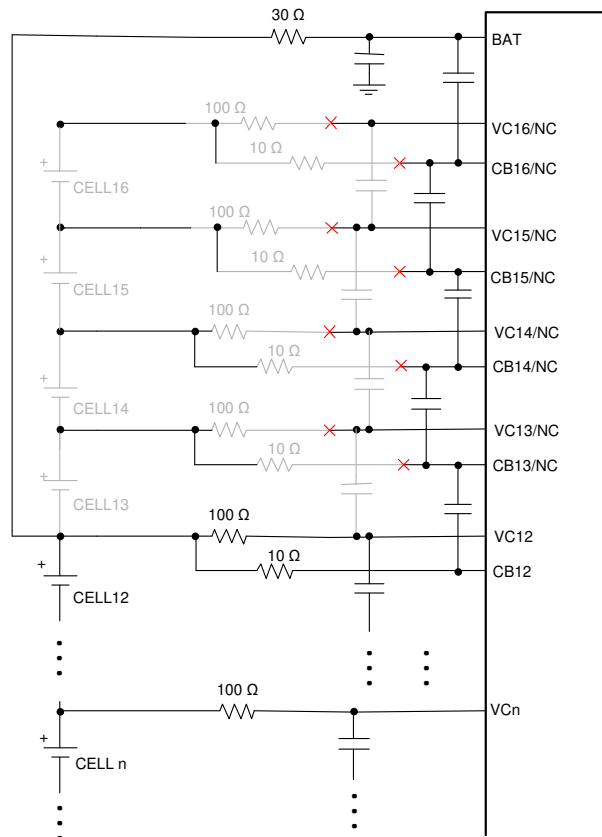 30 Ω
BAT
100 Ω
VC16/NC
10 Ω
CB16/NC
+
CELL16
100 Ω
VC15/NC
10 Ω
CB15/NC
+
CELL15
100 Ω
VC14/NC
10 Ω
CB14/NC
+
CELL14
100 Ω
VC13/NC
10 Ω
CB13/NC
+
CELL13
100 Ω
VC12
10 Ω
CB12
+
CELL12
100 Ω
VCn
+
CELL n